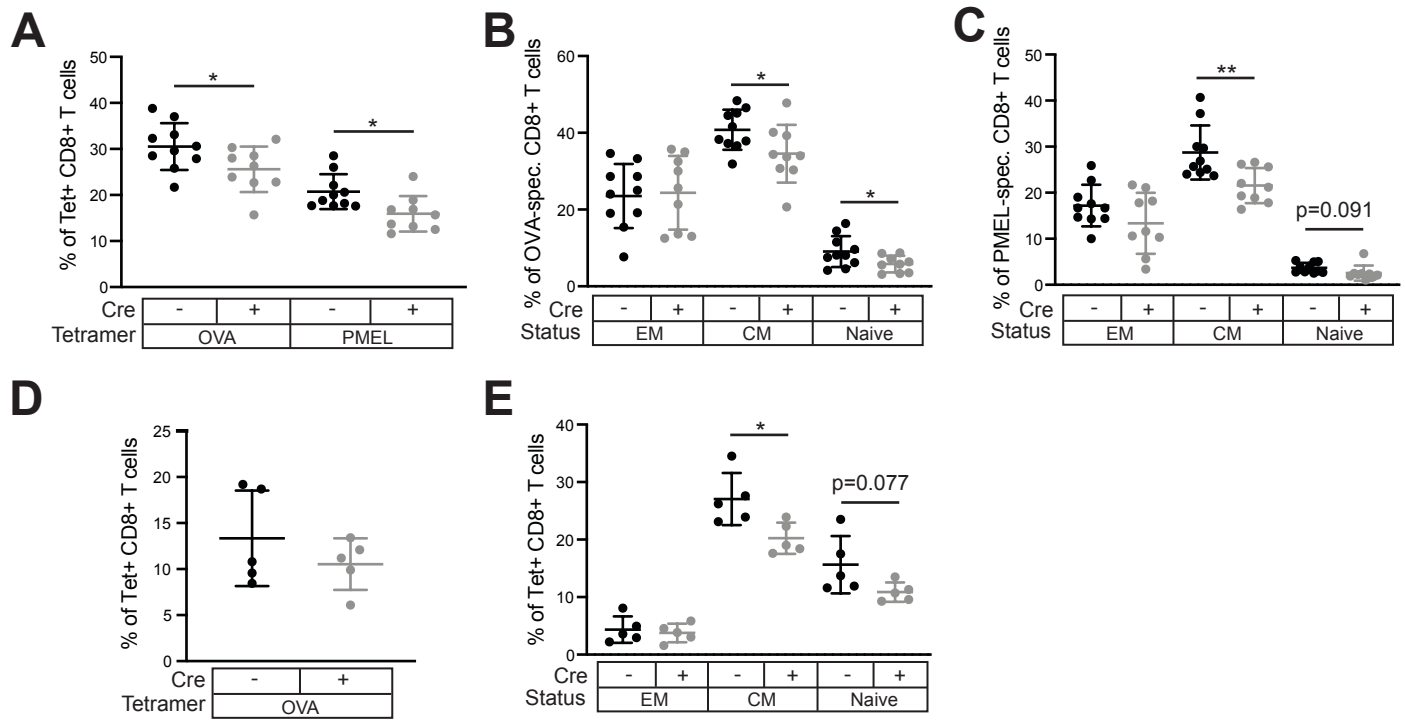 A
% of Tet+ CD8+ T cells
50
40
30
20
10
0
*
*
Cre - + - +
Tetramer OVA PMEL
B
% of OVA-spec. CD8+ T cells
60
40
20
0
*
*
Cre - + - + - +
Status EM CM Naive
C
% of PMEL-spec. CD8+ T cells
50
40
30
20
10
0
**
p=0.091
Cre - + - + - +
Status EM CM Naive
D
% of Tet+ CD8+ T cells
25
20
15
10
5
0
Cre - +
Tetramer OVA
E
% of Tet+ CD8+ T cells
40
30
20
10
0
*
p=0.077
Cre - + - + - +
Status EM CM Naive